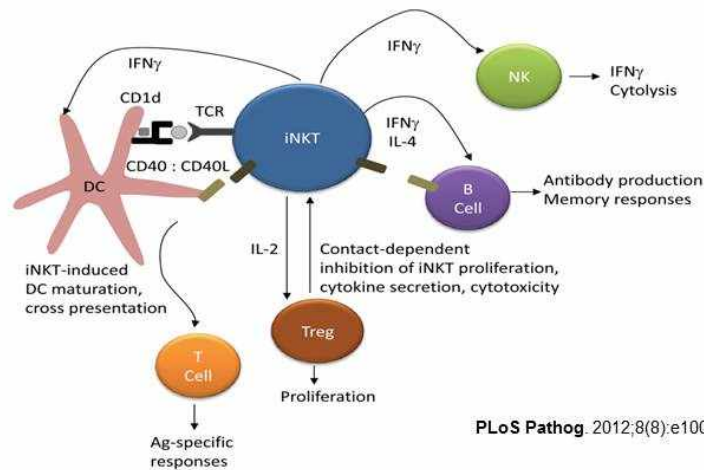 IFNγ
IFNγ
CD1d
TCR
NK
IFNγ
Cytolysis
iNKT
IFNγ
IL-4
CD40 : CD40L
DC
B
Cell
Antibody production
Memory responses
IL-2
Contact-dependent
inhibition of iNKT proliferation,
cytokine secretion, cytotoxicity
iNKT-induced
DC maturation,
cross presentation
Treg
T
Cell
Proliferation
Ag-specific
responses
PLoS Pathog. 2012;8(8):e100